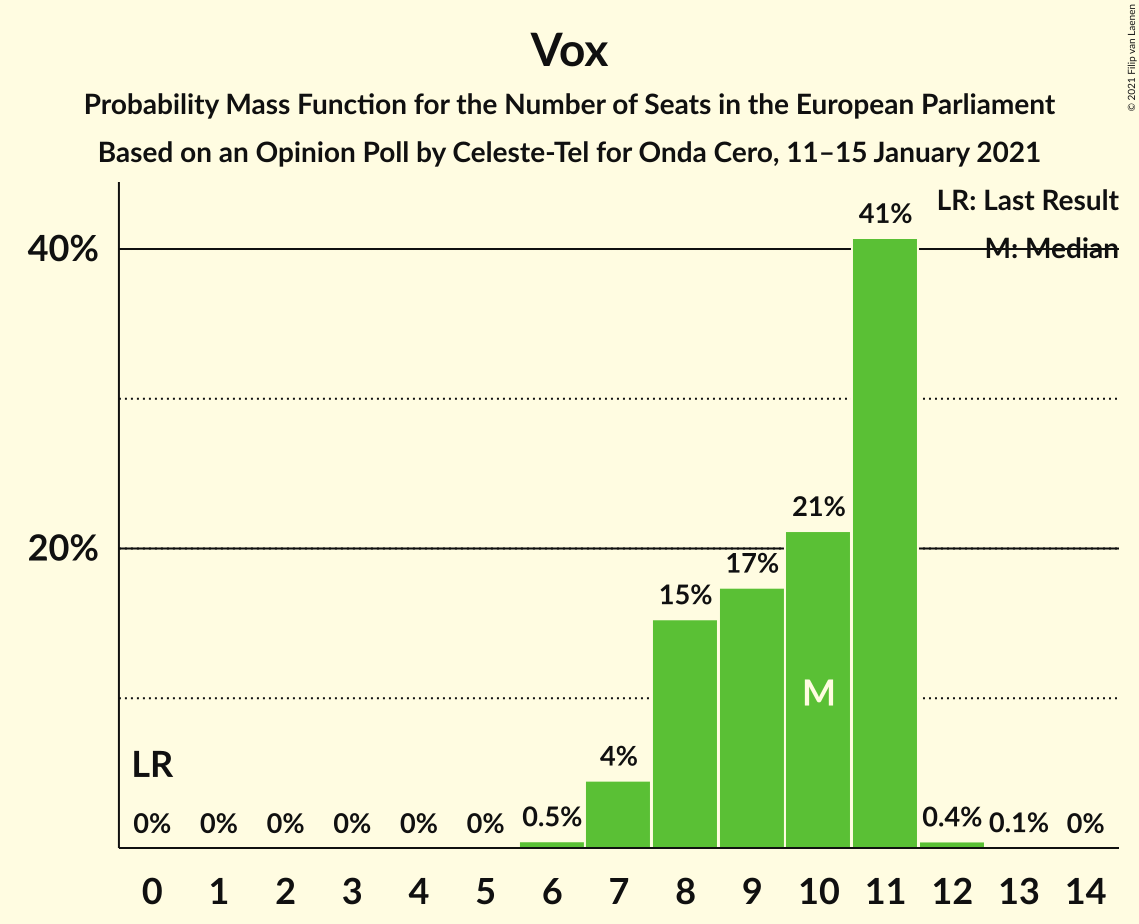 Vox
Probability Mass Function for the Number of Seats in the European Parliament
Based on an Opinion Poll by Celeste-Tel for Onda Cero, 11–15 January 2021
© 2021 Filip van Laenen
LR: Last Result
M: Median
40%
20%
41%
21%
17%
15%
M
4%
LR
0% 0% 0% 0% 0% 0% 0.5% 0.4% 0.1% 0%
0 1 2 3 4 5 6 7 8 9 10 11 12 13 14